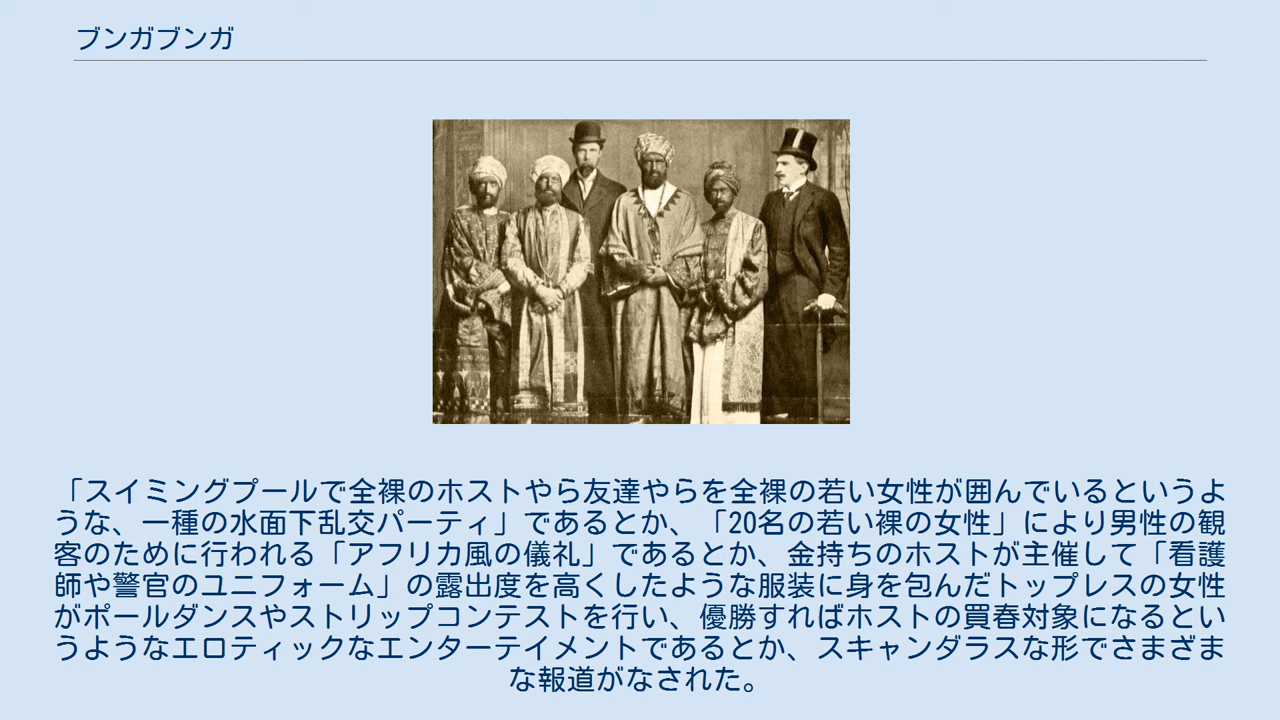 ブンガブンガ
「スイミングプールで全裸のホストやら友達やらを全裸の若い女性が囲んでいるというよ
うな、一種の水面下乱交パーティ」であるとか、「20名の若い裸の女性」により男性の観
客のために行われる「アフリカ風の儀礼」であるとか、金持ちのホストが主催して「看護
師や警官のユニフォーム」の露出度を高くしたような服装に身を包んだトップレスの女性
がポールダンスやストリップコンテストを行い、優勝すればホストの買春対象になるとい
うようなエロティックなエンターテイメントであるとか、スキャンダラスな形でさまざま
な報道がなされた。